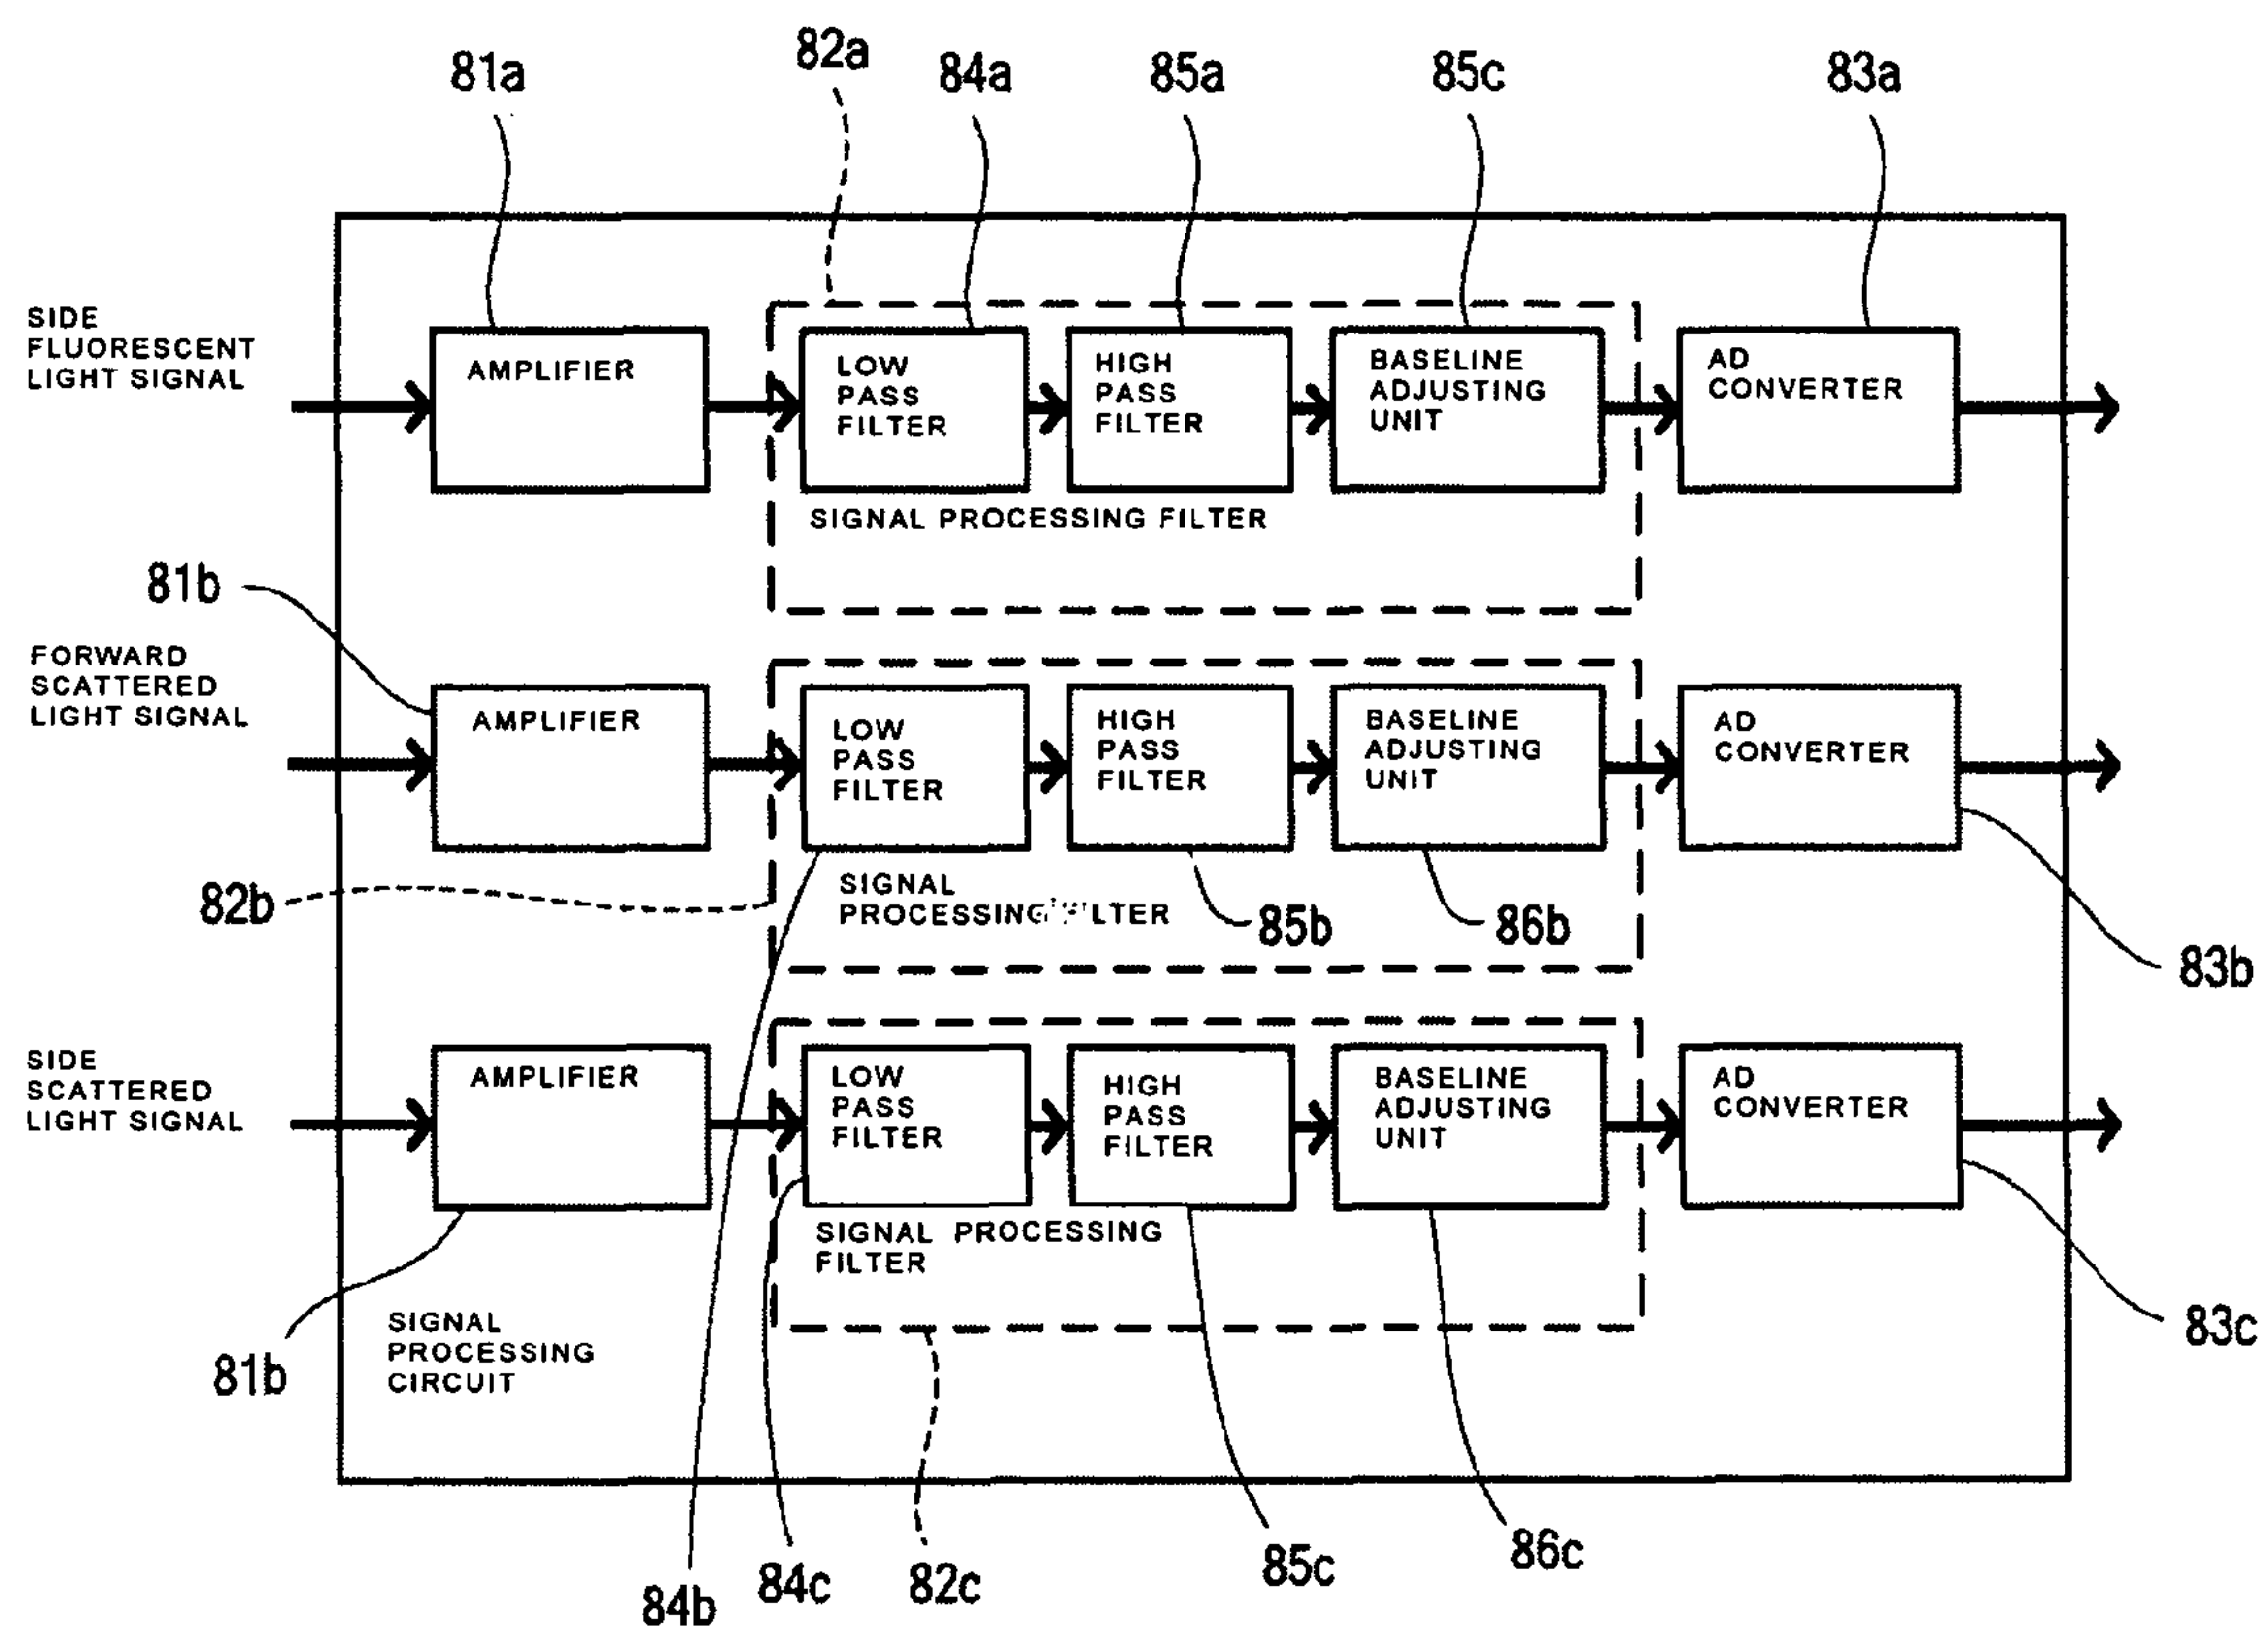 82a
81a
84a
85a
85c
83a
SIDE
FLUORESCENT
LIGHT SIGNAL
AMPLIFIER
LOW
PASS
FILTER
HIGH
PASS
FILTER
BASELINE
ADJUSTING
UNIT
AD
CONVERTER
SIGNAL PROCESSING FILTER
81b
FORWARD
SCATTERED
LIGHT SIGNAL
AMPLIFIER
LOW
PASS
FILTER
HIGH
PASS
FILTER
BASELINE
ADJUSTING
UNIT
AD
CONVERTER
82b
SIGNAL
PROCESSING
85b
86b
83b
SIDE
SCATTERED
LIGHT SIGNAL
AMPLIFIER
LOW
PASS
FILTER
HIGH
PASS
FILTER
BASELINE
ADJUSTING
UNIT
AD
CONVERTER
SIGNAL PROCESSING
FILTER
81b
SIGNAL
PROCESSING
CIRCUIT
83c
84b
84c
82c
85c
86c